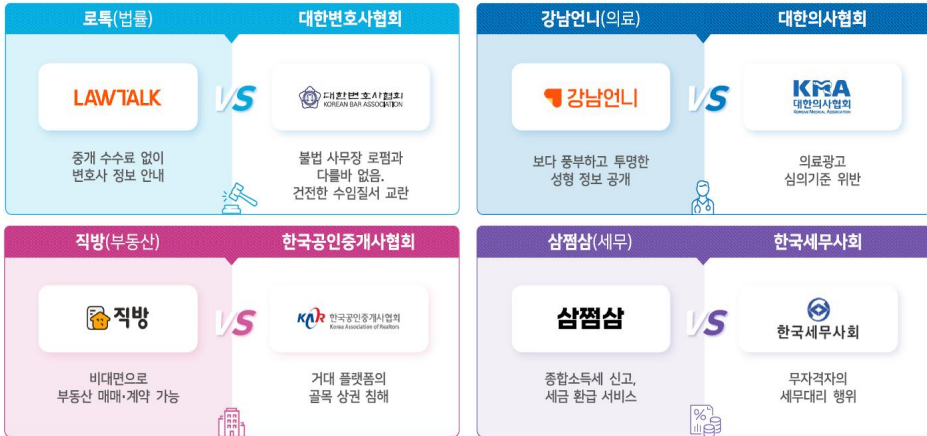 로톡(법률)
대한변호사협회
LAWTALK
VS
대한변호사협회
KOREAN BAR ASSOCIATION
중개 수수료 없이
변호사 정보 안내
불법 사무장 로펌과
다를바 없음.
건전한 수임질서 교란
강남언니(의료)
대한의사협회
강남언니
VS
KMA
대한의사협회
KOREAN MEDICAL ASSOCIATION
보다 풍부하고 투명한
성형 정보 공개
의료광고
심의기준 위반
직방(부동산)
한국공인중개사협회
직방
VS
KAR 한국공인중개사협회
Korea Association of Realtors
비대면으로
부동산 매매·계약 가능
거대 플랫폼의
골목 상권 침해
삼쩜삼(세무)
한국세무사회
삼쩜삼
VS
한국세무사회
종합소득세 신고,
세금 환급 서비스
무자격자의
세무대리 행위
%